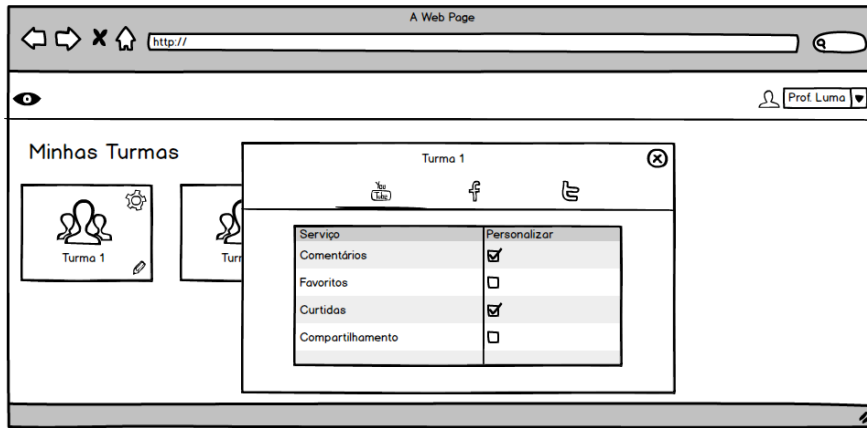 A Web Page
http://
Prof. Luma
Minhas Turmas
Turma 1
Turma 1
You
Tube
Serviço Personalizar
Comentários
Favoritos
Curtidas
Compartilhamento